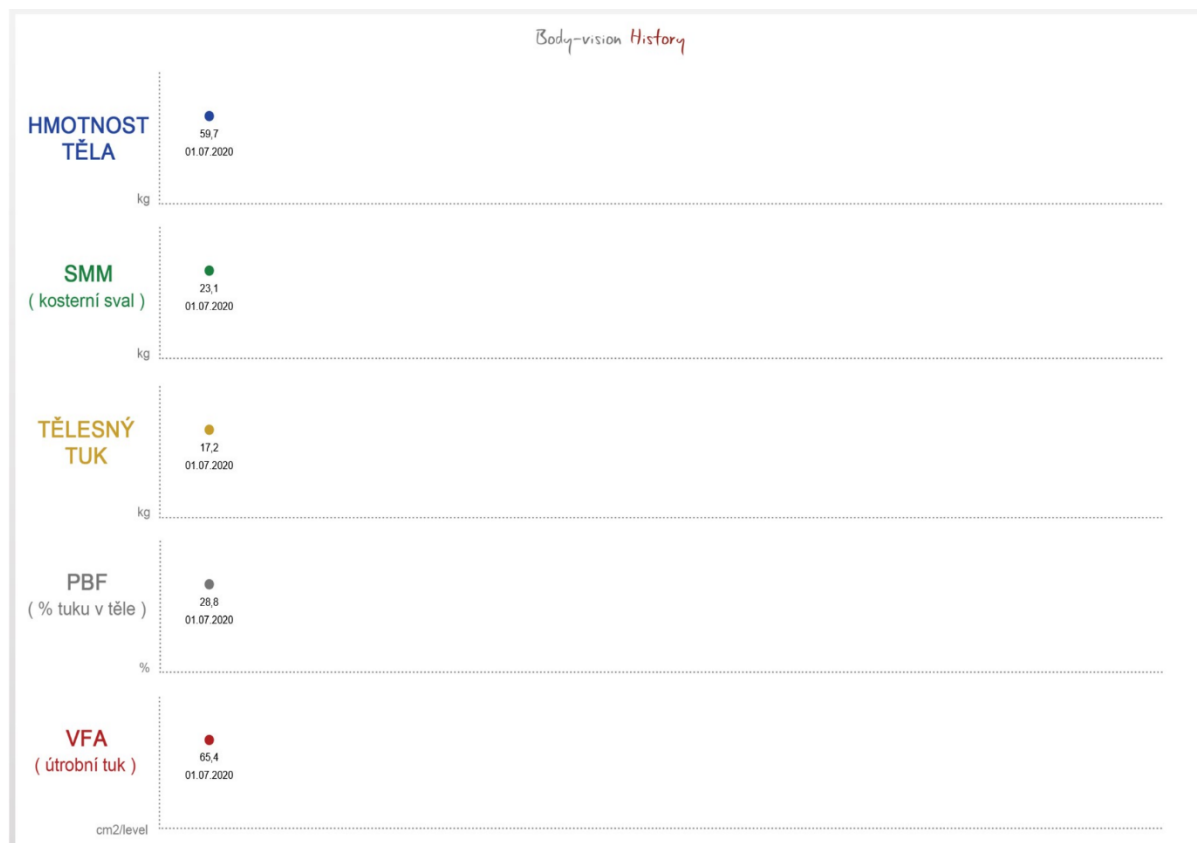 Body-vision History
HMOTNOST
TĚLA
59,7
01.07.2020
kg
SMM
( kosterní sval )
23,1
01.07.2020
kg
TĚLESNÝ
TUK
17,2
01.07.2020
kg
PBF
( % tuku v těle )
28,8
01.07.2020
%
VFA
( útrobní tuk )
65,4
01.07.2020
cm2/level